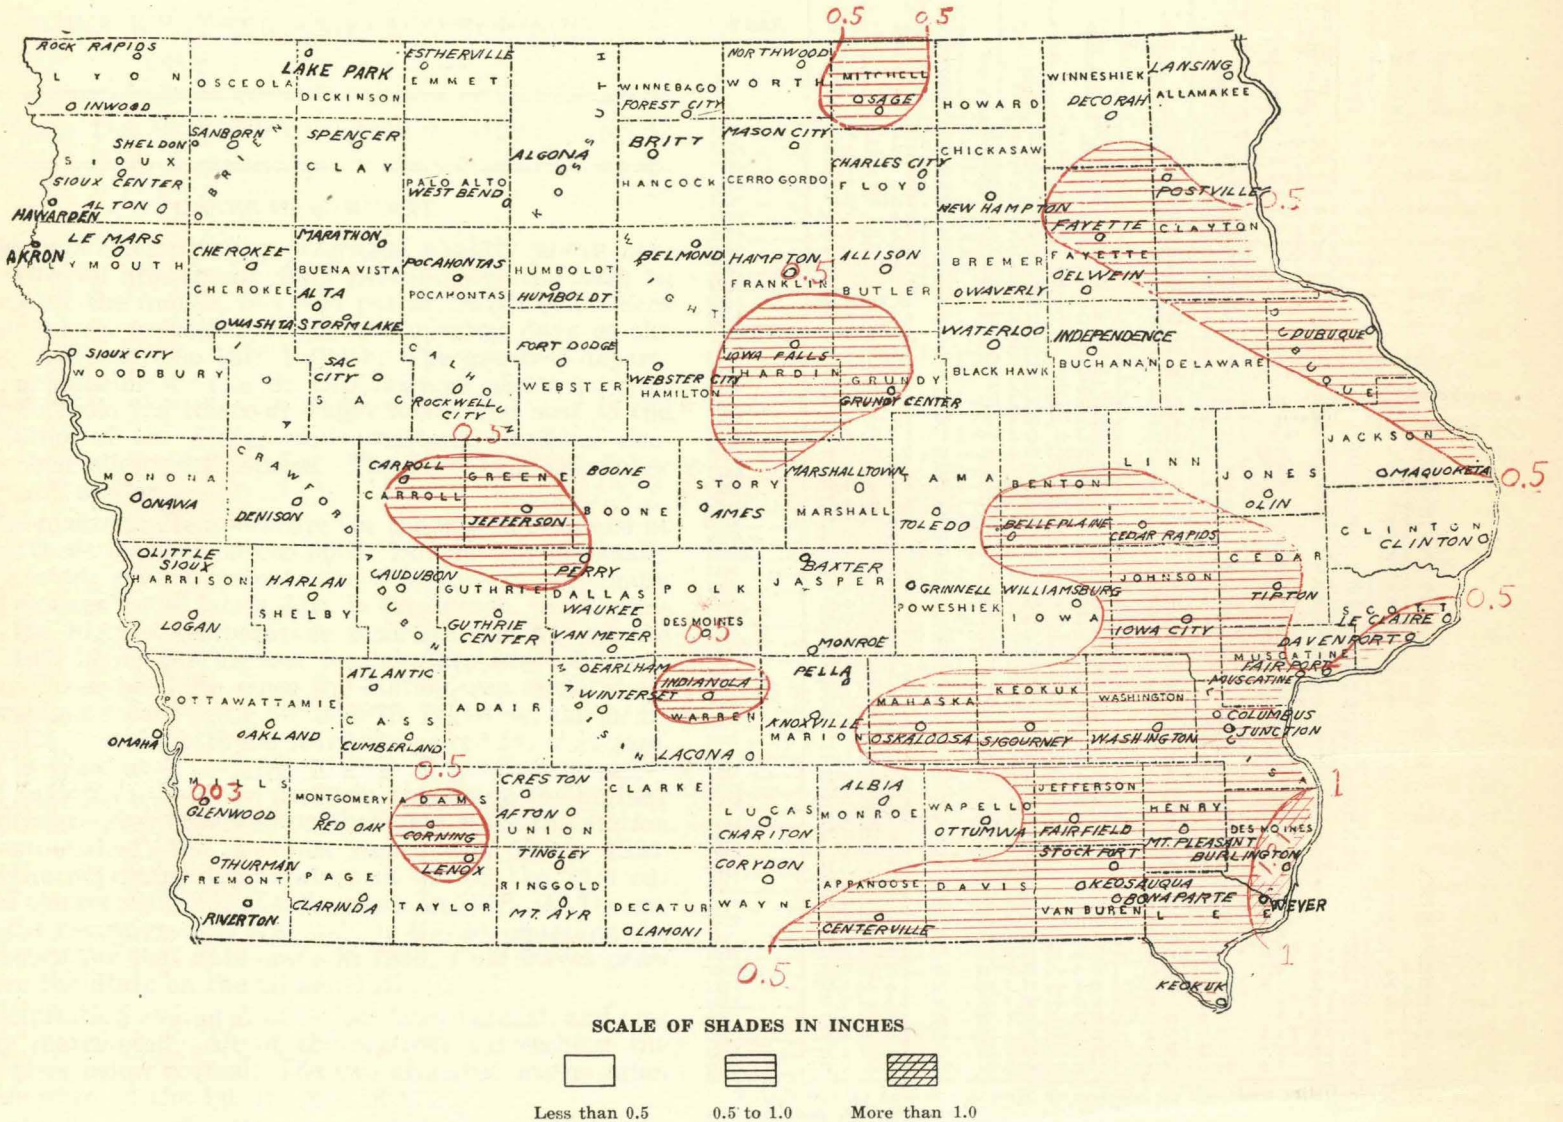 0.5 0.5
ROCK RAPIDS
LYON
INWOOD
OSCEOLA
LAKE PARK
DICKINSON
ESTHERVILLE
EMMET
WINNEBAGO
FOREST CITY
NORTHWOOD
WORTH
MITCHELL
OSAGE
HOWARD
WINNESHIEK
DECORAH
LANSING
ALLAMAKEE
SHELDON
SIOUX
SIOUX CENTER
ALTON
HAWARDEN
SANBORN
SPENCER
CLAY
PALO ALTO
WEST BEND
ALGONA
BRITT
HANCOCK
MASON CITY
CERRO GORDO
CHARLES CITY
FLOYD
CHICKASAW
NEW HAMPTON
POSTVILLE
0.5
FAYETTE
CLAYTON
AKRON
LE MARS
PLYMOUTH
CHEROKEE
CHEROKEE
MARATHON
BUENA VISTA
ALTA
STORM LAKE
WASHTA
POCAHONTAS
POCAHONTAS
HUMBOLDT
HUMBOLDT
BELMOND
HAMPTON
0.5
FRANKLIN
ALLISON
BUTLER
BREMER
WAVERLY
FAYETTE
OELWEIN
SIOUX CITY
WOODBURY
SAC CITY
SAC
CALHOUN
ROCKWELL CITY
0.5
FORT DODGE
WEBSTER
WEBSTER CITY
HAMILTON
IOWA FALLS
HARDIN
GRUNDY
GRUNDY CENTER
WATERLOO
BLACK HAWK
INDEPENDENCE
BUCHANAN
DELAWARE
DUBUQUE
DUBUQUE
MONONA
ONAWA
CRAWFORD
DENISON
CARROLL
CARROLL
GREENE
JEFFERSON
BOONE
BOONE
STORY
AMES
MARSHALLTOWN
MARSHALL
TAMA
TOLEDO
BENTON
BELLE PLAINE
LINN
CEDAR RAPIDS
JONES
OLIN
JACKSON
MAQUOKETA
0.5
CLINTON
CLINTON
LITTLE SIOUX
HARRISON
LOGAN
HARLAN
SHELBY
AUDUBON
AUDUBON
GUTHRIE
GUTHRIE CENTER
PERRY
DALLAS
WAUKEE
VAN METER
POLK
DES MOINES
0.5
BAXTER
JASPER
MONROE
GRINNELL
POWESHIEK
WILLIAMSBURG
IOWA
JOHNSON
IOWA CITY
CEDAR
TIPTON
0.5
SCOTT
LE CLAIRE
DAVENPORT
MUSCATINE
FAIRPORT
MUSCATINE
POTTAWATTAMIE
OAKLAND
OMAHA
ATLANTIC
CASS
CUMBERLAND
ADAIR
EARLHAM
WINTERSET
INDIANOLA
WARREN
LACONA
PELLA
KNOXVILLE
MARION
MAHASKA
OSKALOOSA
KEOKUK
SIGOURNEY
WASHINGTON
WASHINGTON
COLUMBUS JUNCTION
0.5
MILLS
0.03
GLENWOOD
MONTGOMERY
RED OAK
ADAMS
CORNING
CRESTON
AFTON
UNION
CLARKE
LUCAS
CHARITON
ALBIA
MONROE
WAPELLO
OTTUMWA
JEFFERSON
FAIRFIELD
HENRY
MT. PLEASANT
1
DES MOINES
BURLINGTON
THURMAN
FREMONT
RIVERTON
PAGE
CLARINDA
LENOX
TAYLOR
TINGLEY
RINGGOLD
MT. AYR
DECATUR
LAMONI
CORYDON
WAYNE
APPANOOSE
CENTERVILLE
DAVIS
STOCKPORT
KEOSAUQUA
BONAPARTE
VAN BUREN
LEE
WEVER
1
0.5
KEOKUK
SCALE OF SHADES IN INCHES
Less than 0.5 0.5 to 1.0 More than 1.0